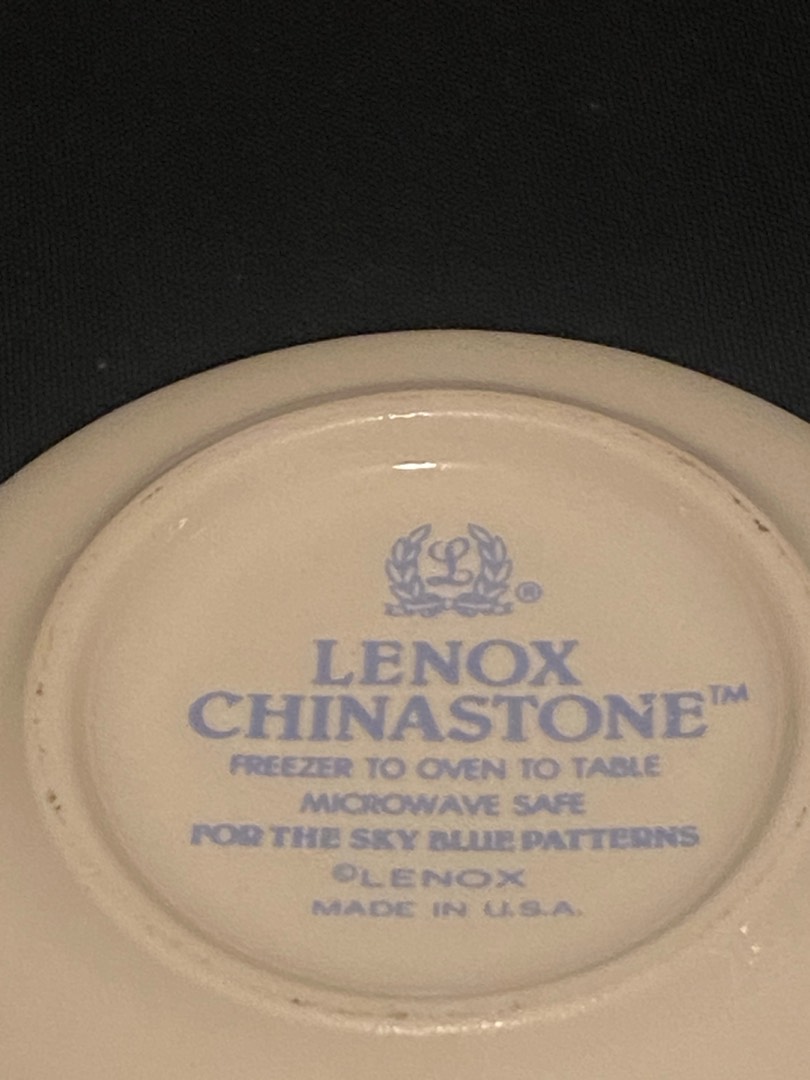 L®
LENOX
CHINASTONE™
FREEZER TO OVEN TO TABLE
MICROWAVE SAFE
FOR THE SKY BLUE PATTERNS
©LENOX
MADE IN U.S.A.